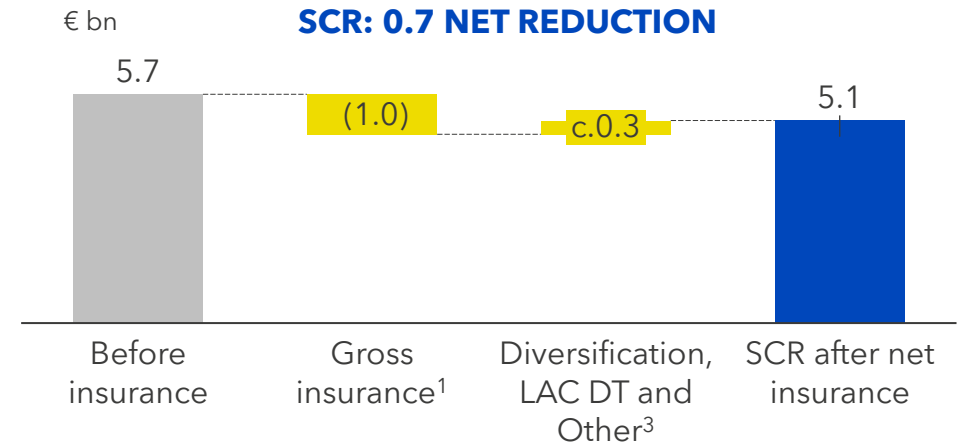 € bn
SCR: 0.7 NET REDUCTION
5.7
(1.0)
c.0.3
5.1
Before
insurance
Gross
insurance¹
Diversification,
LAC DT and
Other³
SCR after net
insurance